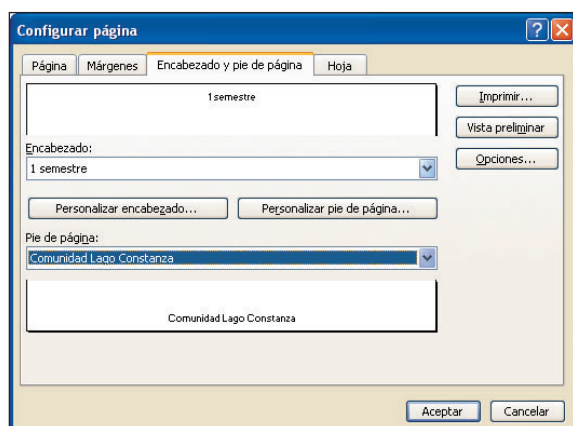 Configurar página
Página Márgenes Encabezado y pie de página Hoja
1 semestre
Imprimir...
Vista preliminar
Encabezado:
1 semestre
Opciones...
Personalizar encabezado... Personalizar pie de página...
Pie de página:
Comunidad Lago Constanza
Comunidad Lago Constanza
Aceptar Cancelar